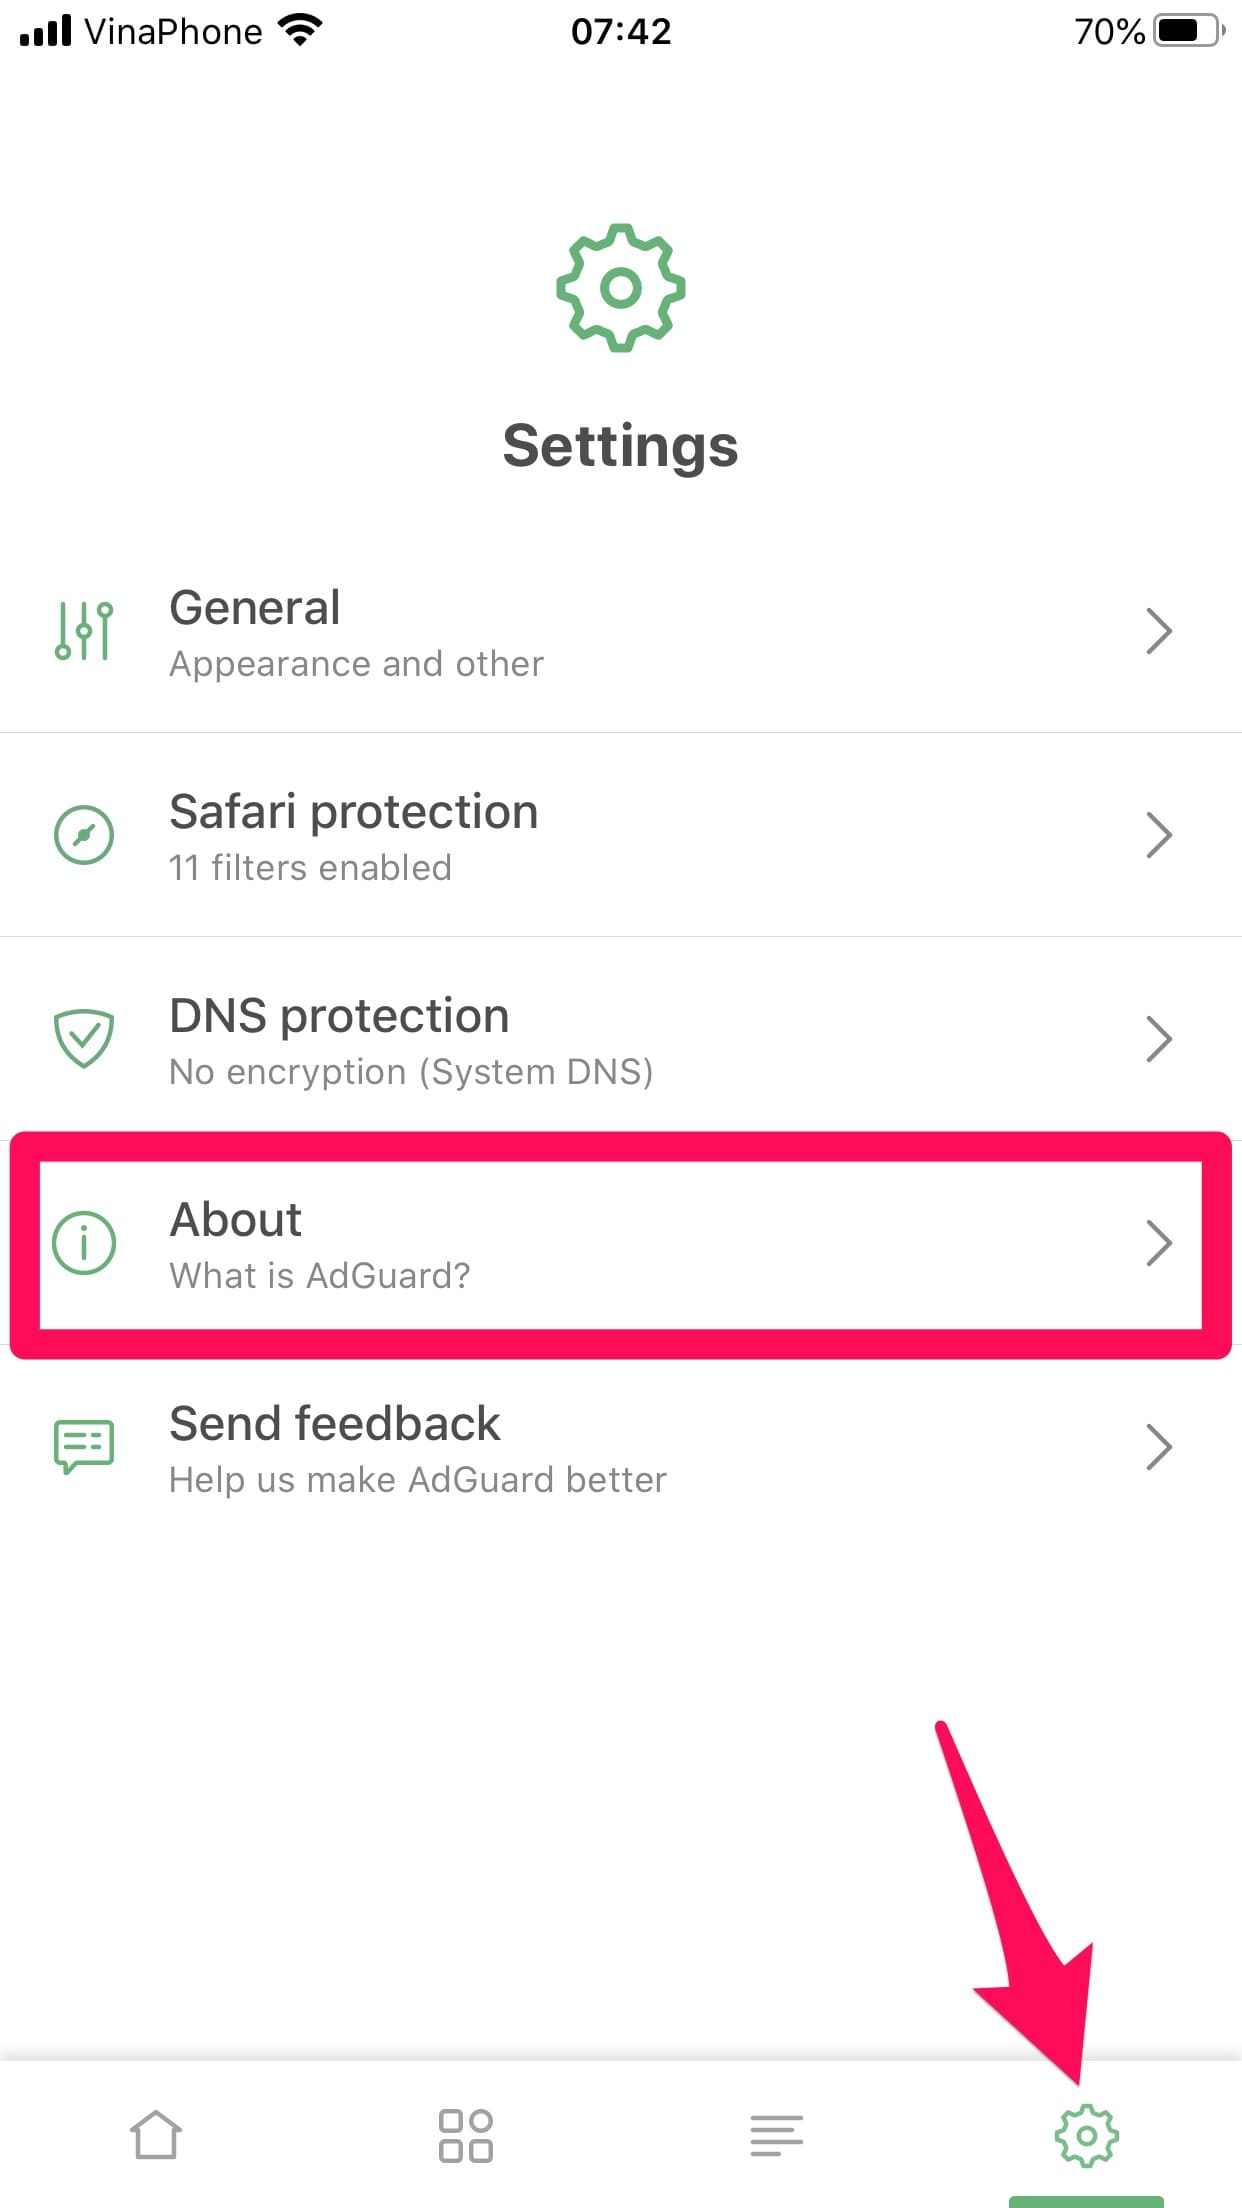 VinaPhone 07:42 70%
Settings
General
Appearance and other
Safari protection
11 filters enabled
DNS protection
No encryption (System DNS)
About
What is AdGuard?
Send feedback
Help us make AdGuard better